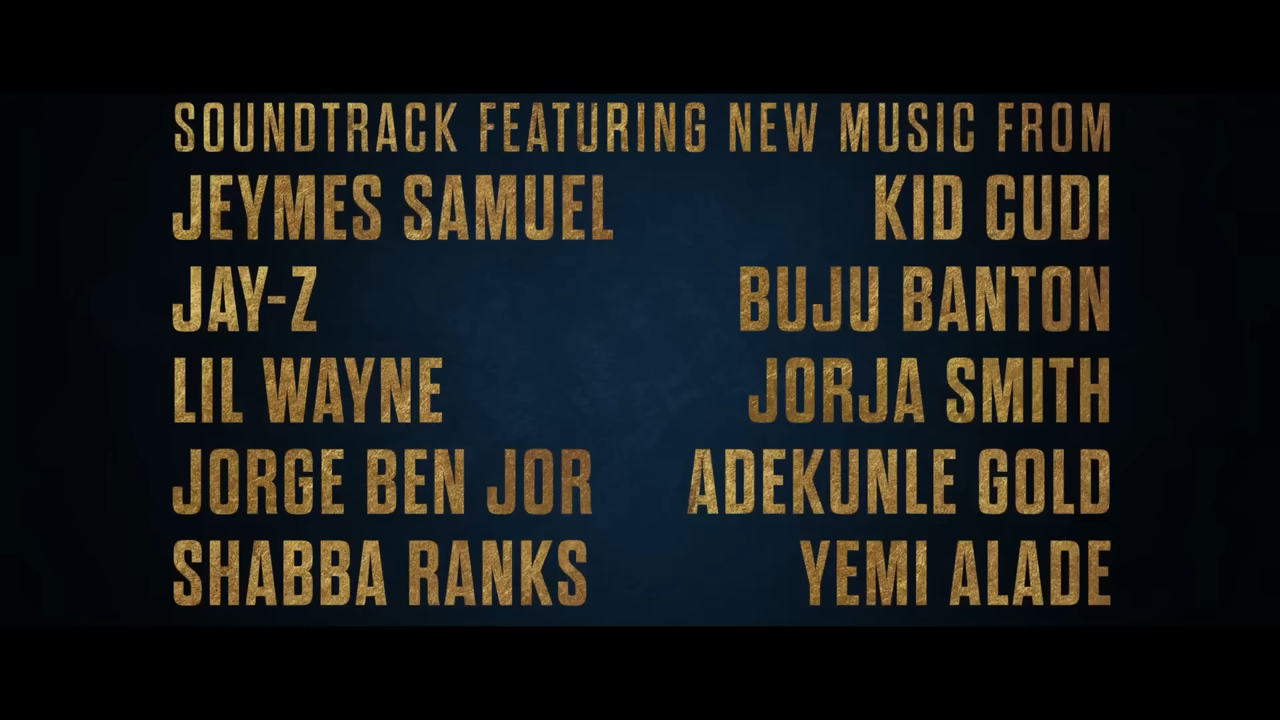 SOUNDTRACK FEATURING NEW MUSIC FROM
JEYMES SAMUEL KID CUDI
JAY-Z BUJU BANTON
LIL WAYNE JORJA SMITH
JORGE BEN JOR ADEKUNLE GOLD
SHABBA RANKS YEMI ALADE